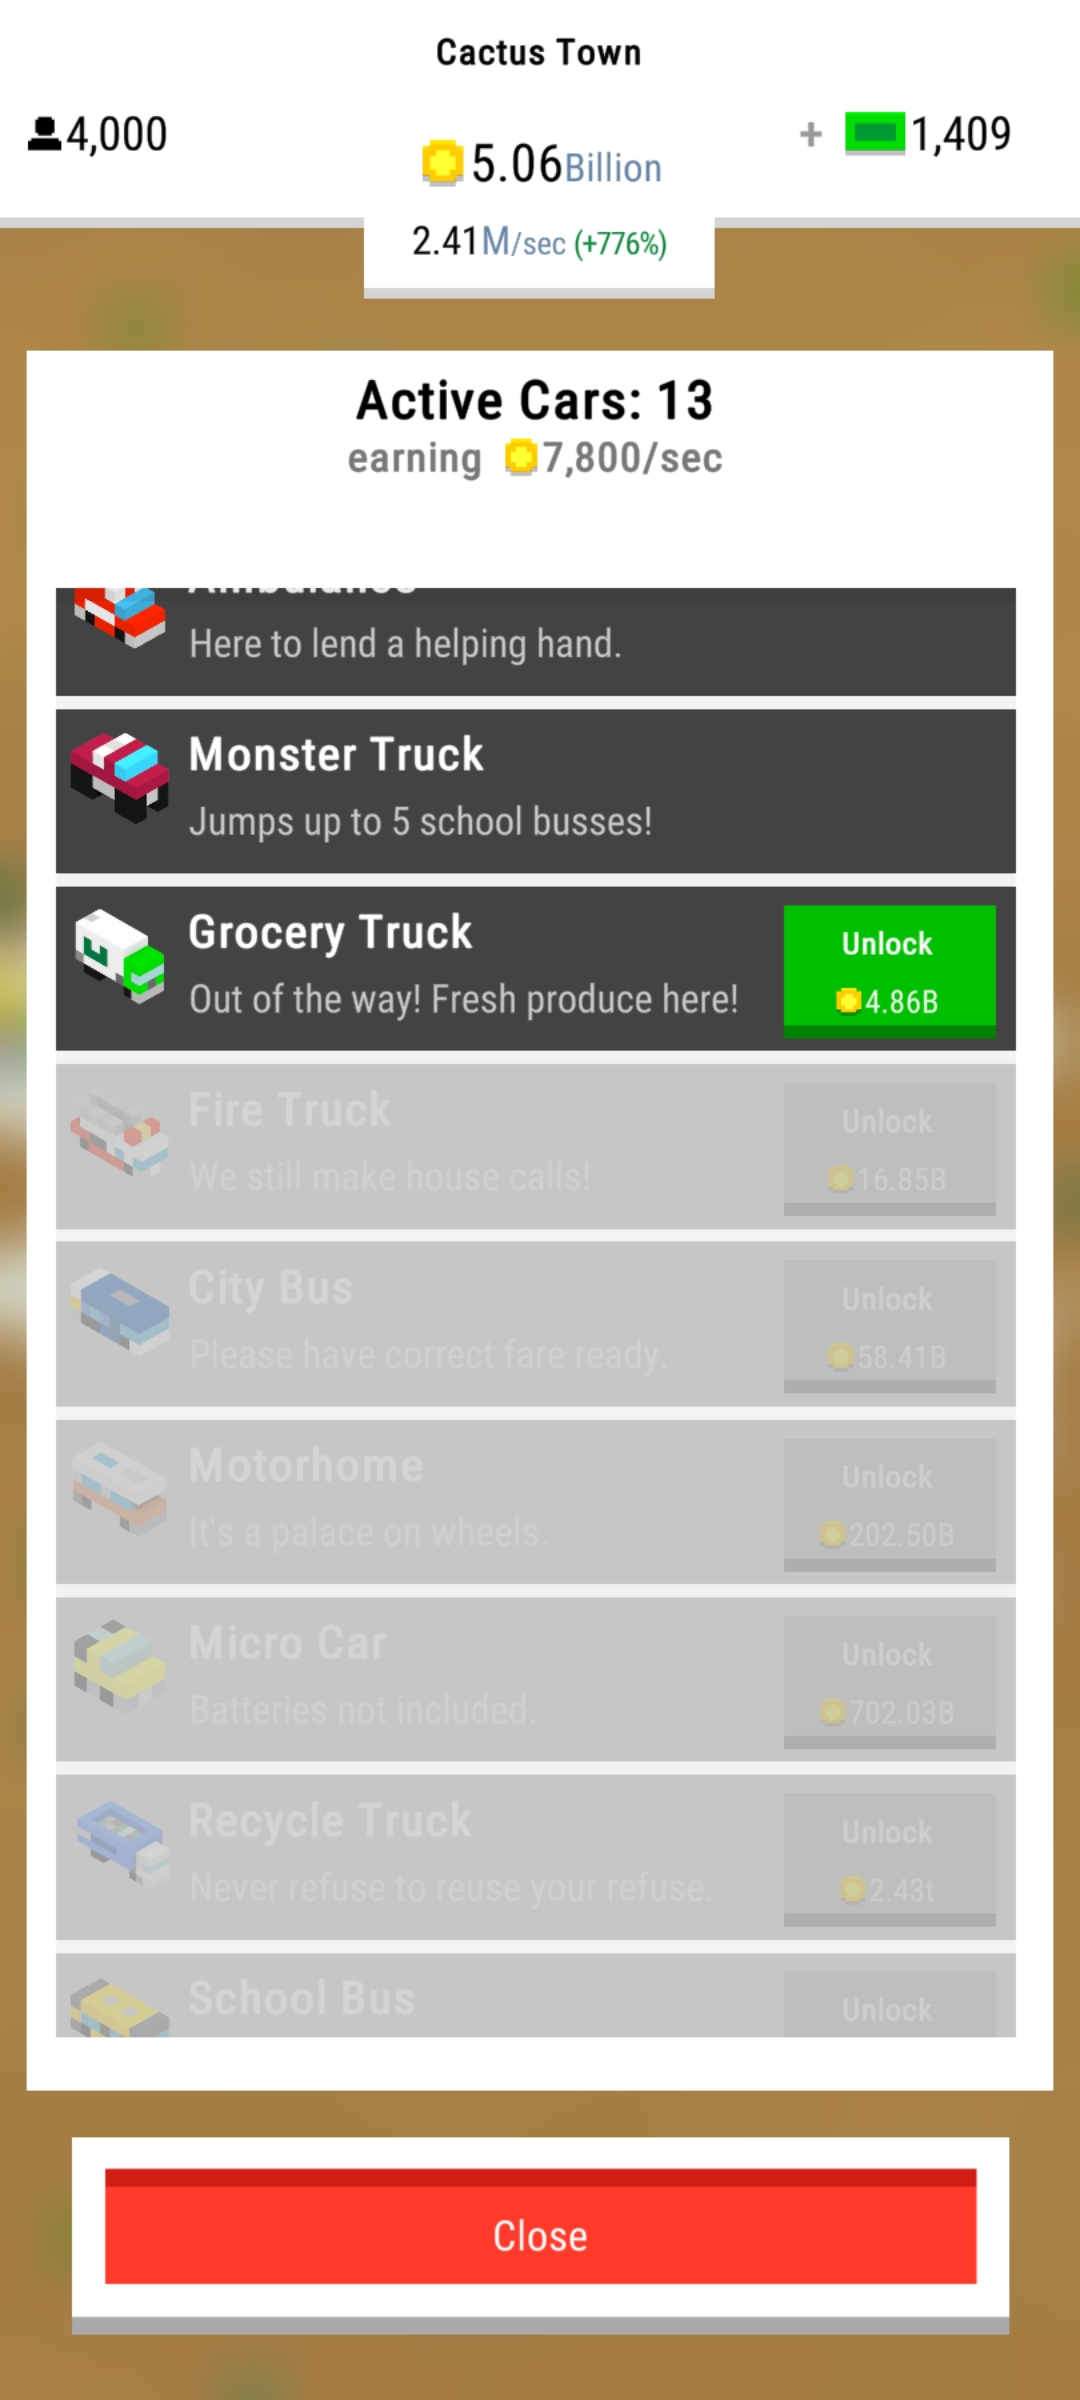 Cactus Town
4,000
5.06Billion
+ 1,409
2.41M/sec (+776%)
Active Cars: 13
earning 7,800/sec
Ambulance
Here to lend a helping hand.
Monster Truck
Jumps up to 5 school busses!
Grocery Truck
Out of the way! Fresh produce here!
Unlock
4.86B
Fire Truck
We still make house calls!
Unlock
16.85B
City Bus
Please have correct fare ready.
Unlock
58.41B
Motorhome
It's a palace on wheels.
Unlock
202.50B
Micro Car
Batteries not included.
Unlock
702.03B
Recycle Truck
Never refuse to reuse your refuse.
Unlock
2.43t
School Bus
Unlock
Close